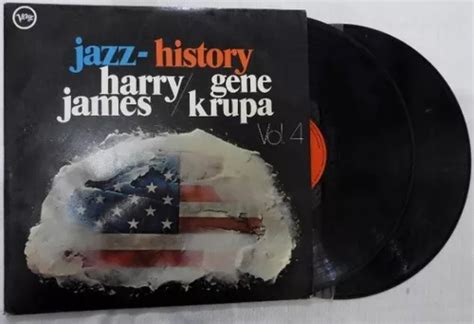 Verve
jazz-history
harry/gene
james/krupa
Vol. 4